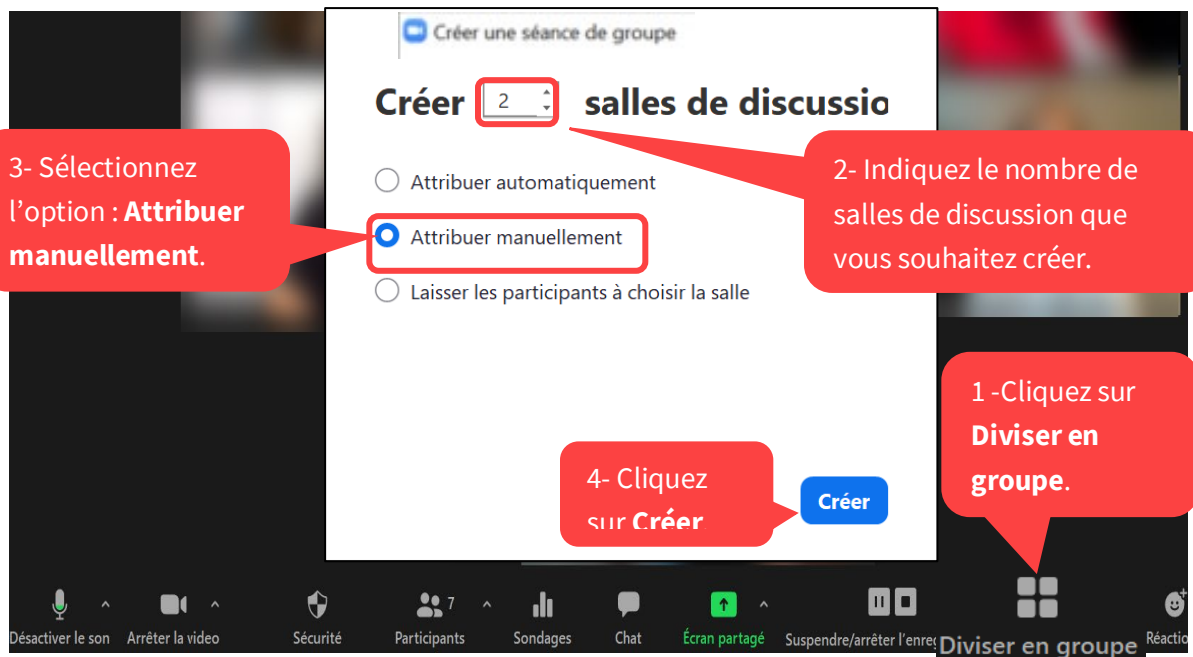 Créer une séance de groupe
Créer 2 salles de discussio
3- Sélectionnez
l’option : Attribuer
manuellement.
2- Indiquez le nombre de
salles de discussion que
vous souhaitez créer.
Attribuer automatiquement
Attribuer manuellement
Laisser les participants à choisir la salle
1 -Cliquez sur
Diviser en
groupe.
4- Cliquez
sur Créer.
Créer
7
Désactiver le son
Arrêter la video
Sécurité
Participants
Sondages
Chat
Écran partagé
Suspendre/arrêter l’enreg
Diviser en groupe
Réactio